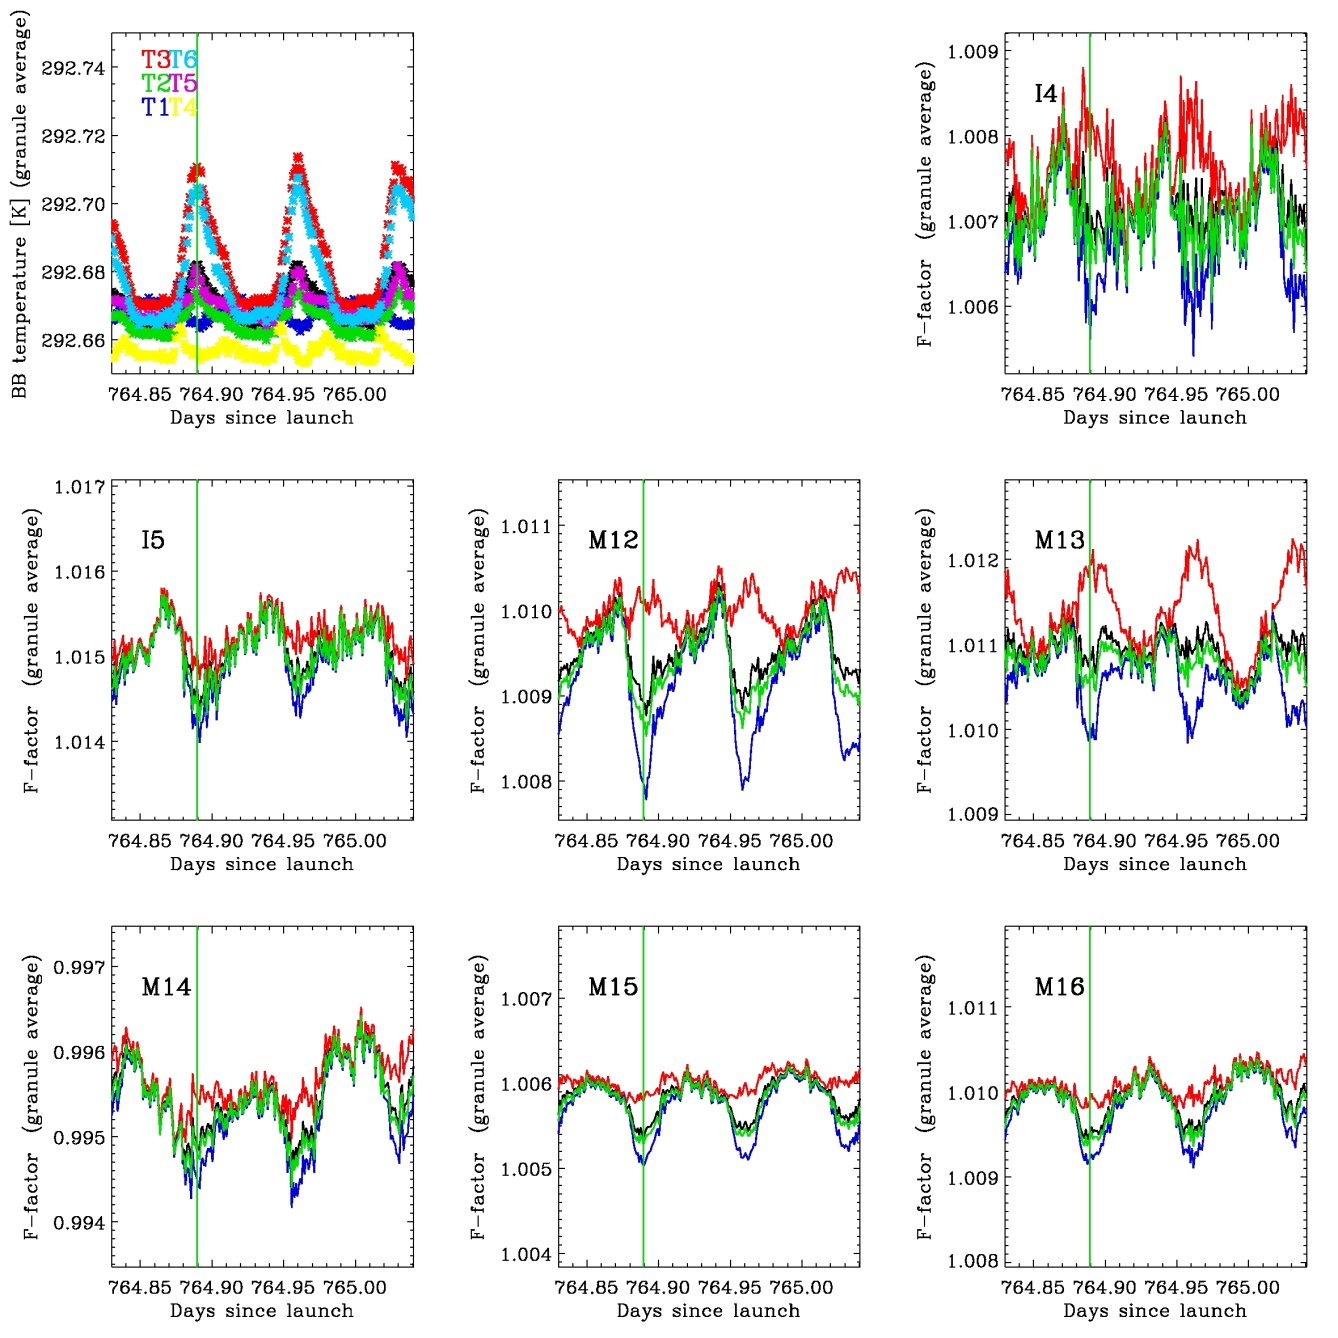 BB temperature [K] (granule average)
292.74
292.72
292.70
292.68
292.66
T3T6
T2T5
T1T4
764.85 764.90 764.95 765.00
Days since launch
F-factor (granule average)
1.009
1.008
1.007
1.006
I4
764.85 764.90 764.95 765.00
Days since launch
F-factor (granule average)
1.017
1.016
1.015
1.014
I5
764.85 764.90 764.95 765.00
Days since launch
F-factor (granule average)
1.011
1.010
1.009
1.008
M12
764.85 764.90 764.95 765.00
Days since launch
F-factor (granule average)
1.012
1.011
1.010
1.009
M13
764.85 764.90 764.95 765.00
Days since launch
F-factor (granule average)
0.997
0.996
0.995
0.994
M14
764.85 764.90 764.95 765.00
Days since launch
F-factor (granule average)
1.007
1.006
1.005
1.004
M15
764.85 764.90 764.95 765.00
Days since launch
F-factor (granule average)
1.011
1.010
1.009
1.008
M16
764.85 764.90 764.95 765.00
Days since launch